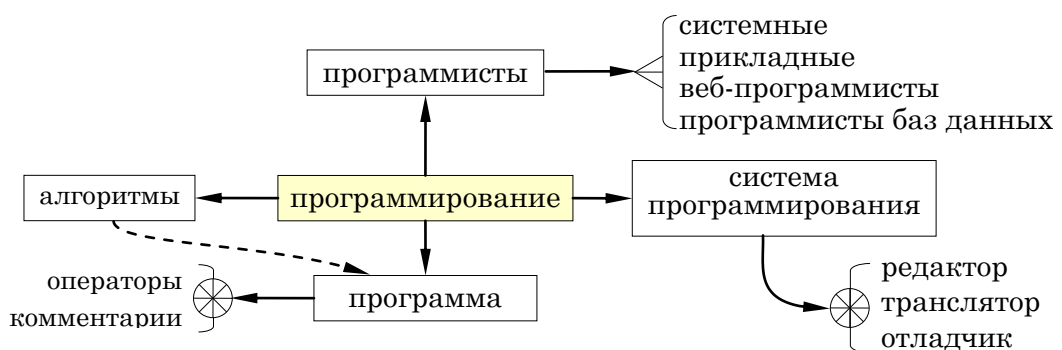 системные
прикладные
веб-программисты
программисты баз данных
программисты
алгоритмы
программирование
система
программирования
операторы
комментарии
программа
редактор
транслятор
отладчик